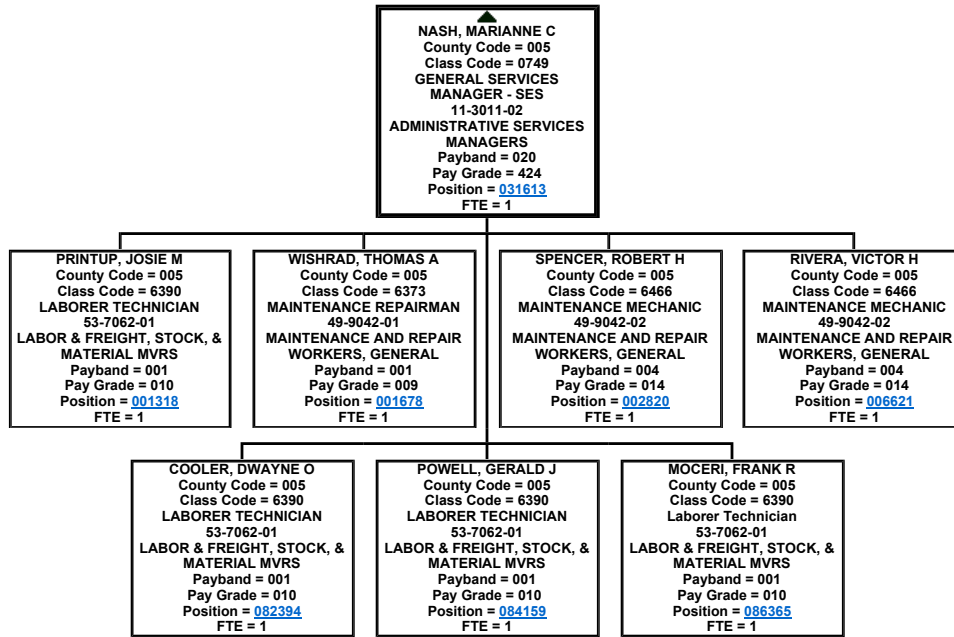 NASH, MARIANNE C
County Code = 005
Class Code = 0749
GENERAL SERVICES
MANAGER - SES
11-3011-02
ADMINISTRATIVE SERVICES
MANAGERS
Payband = 020
Pay Grade = 424
Position = 031613
FTE = 1
PRINTUP, JOSIE M
County Code = 005
Class Code = 6390
LABORER TECHNICIAN
53-7062-01
LABOR & FREIGHT, STOCK, &
MATERIAL MVRS
Payband = 001
Pay Grade = 010
Position = 001318
FTE = 1
WISHRAD, THOMAS A
County Code = 005
Class Code = 6373
MAINTENANCE REPAIRMAN
49-9042-01
MAINTENANCE AND REPAIR
WORKERS, GENERAL
Payband = 001
Pay Grade = 009
Position = 001678
FTE = 1
SPENCER, ROBERT H
County Code = 005
Class Code = 6466
MAINTENANCE MECHANIC
49-9042-02
MAINTENANCE AND REPAIR
WORKERS, GENERAL
Payband = 004
Pay Grade = 014
Position = 002820
FTE = 1
RIVERA, VICTOR H
County Code = 005
Class Code = 6466
MAINTENANCE MECHANIC
49-9042-02
MAINTENANCE AND REPAIR
WORKERS, GENERAL
Payband = 004
Pay Grade = 014
Position = 006621
FTE = 1
COOLER, DWAYNE O
County Code = 005
Class Code = 6390
LABORER TECHNICIAN
53-7062-01
LABOR & FREIGHT, STOCK, &
MATERIAL MVRS
Payband = 001
Pay Grade = 010
Position = 082394
FTE = 1
POWELL, GERALD J
County Code = 005
Class Code = 6390
LABORER TECHNICIAN
53-7062-01
LABOR & FREIGHT, STOCK, &
MATERIAL MVRS
Payband = 001
Pay Grade = 010
Position = 084159
FTE = 1
MOCERI, FRANK R
County Code = 005
Class Code = 6390
Laborer Technician
53-7062-01
LABOR & FREIGHT, STOCK, &
MATERIAL MVRS
Payband = 001
Pay Grade = 010
Position = 086365
FTE = 1